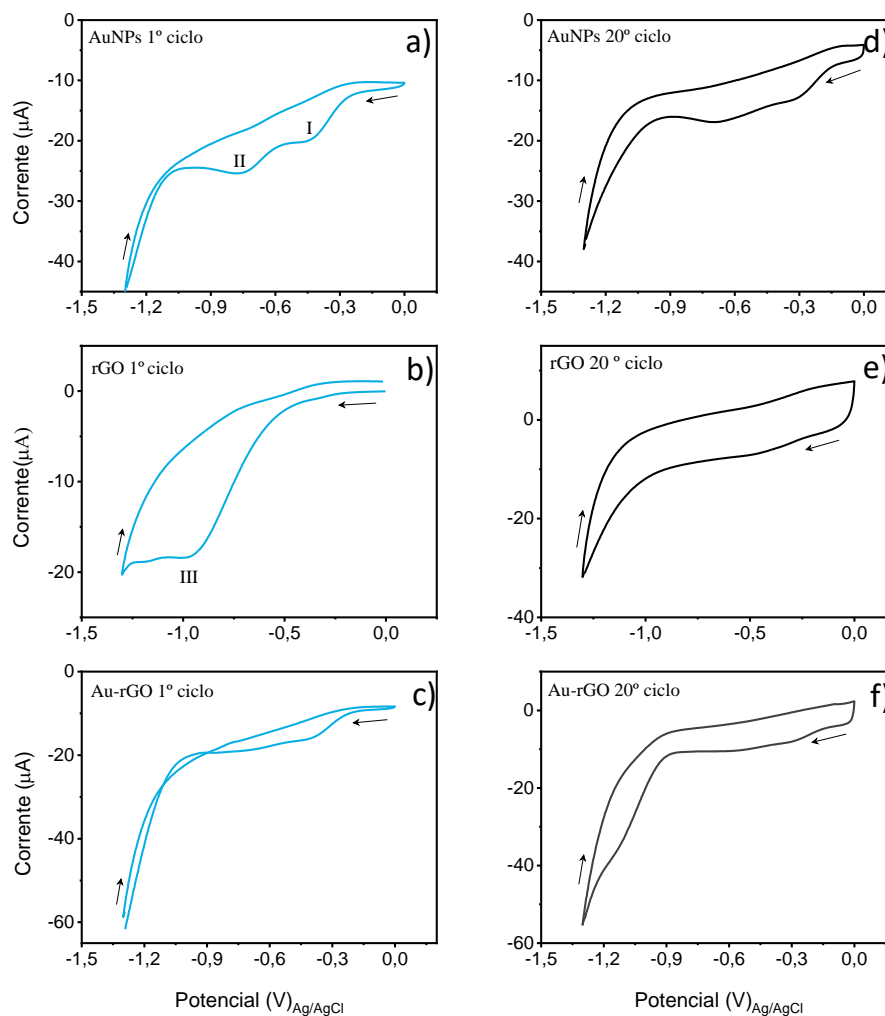 AuNPs 1º ciclo
a)
0
-10
-20
-30
-40
Corrente (µA)
I
II
-1,5
-1,2
-0,9
-0,6
-0,3
0,0
AuNPs 20º ciclo
d)
0
-10
-20
-30
-40
-1,5
-1,2
-0,9
-0,6
-0,3
0,0
rGO 1º ciclo
b)
0
-10
-20
Corrente(µA)
III
-1,5
-1,0
-0,5
0,0
rGO 20 º ciclo
e)
0
-20
-40
-1,5
-1,0
-0,5
0,0
Au-rGO 1º ciclo
c)
0
-20
-40
-60
Corrente (µA)
-1,5
-1,2
-0,9
-0,6
-0,3
0,0
Potencial (V)Ag/AgCl
Au-rGO 20º ciclo
f)
0
-20
-40
-60
-1,5
-1,2
-0,9
-0,6
-0,3
0,0
Potencial (V)Ag/AgCl